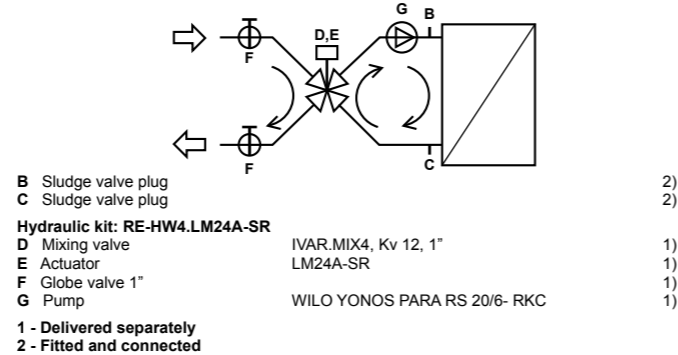 G
B
D,E
F
F
C
B Sludge valve plug 2)
C Sludge valve plug 2)
Hydraulic kit: RE-HW4.LM24A-SR
D Mixing valve IVAR.MIX4, Kv 12, 1” 1)
E Actuator LM24A-SR 1)
F Globe valve 1” 1)
G Pump WILO YONOS PARA RS 20/6- RKC 1)
1 - Delivered separately
2 - Fitted and connected